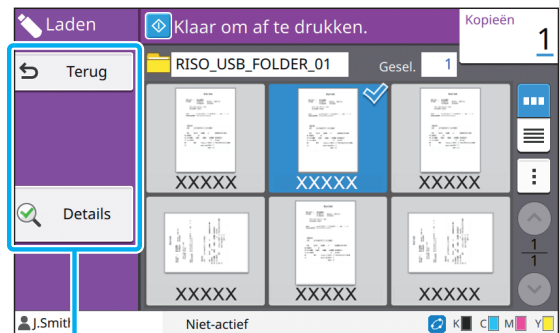 Laden
Klaar om af te drukken.
Kopieën
1
Terug
RISO_USB_FOLDER_01
Gesel. 1
XXXXX XXXXX XXXXX
Details
1
1
XXXXX XXXXX XXXXX
J.Smith
Niet-actief
K C M Y